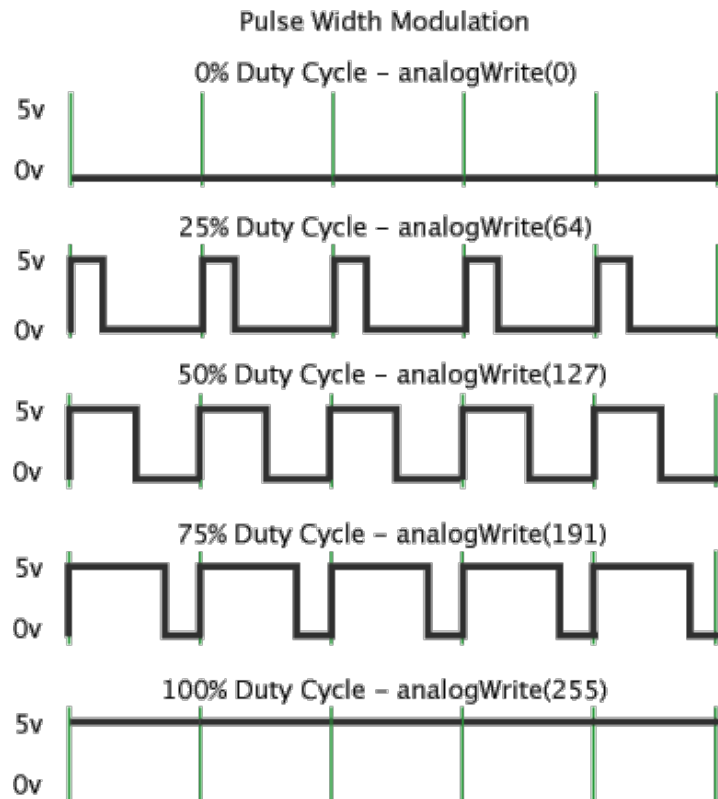 Pulse Width Modulation
0% Duty Cycle – analogWrite(0)
5v
0v
25% Duty Cycle – analogWrite(64)
5v
0v
50% Duty Cycle – analogWrite(127)
5v
0v
75% Duty Cycle – analogWrite(191)
5v
0v
100% Duty Cycle – analogWrite(255)
5v
0v